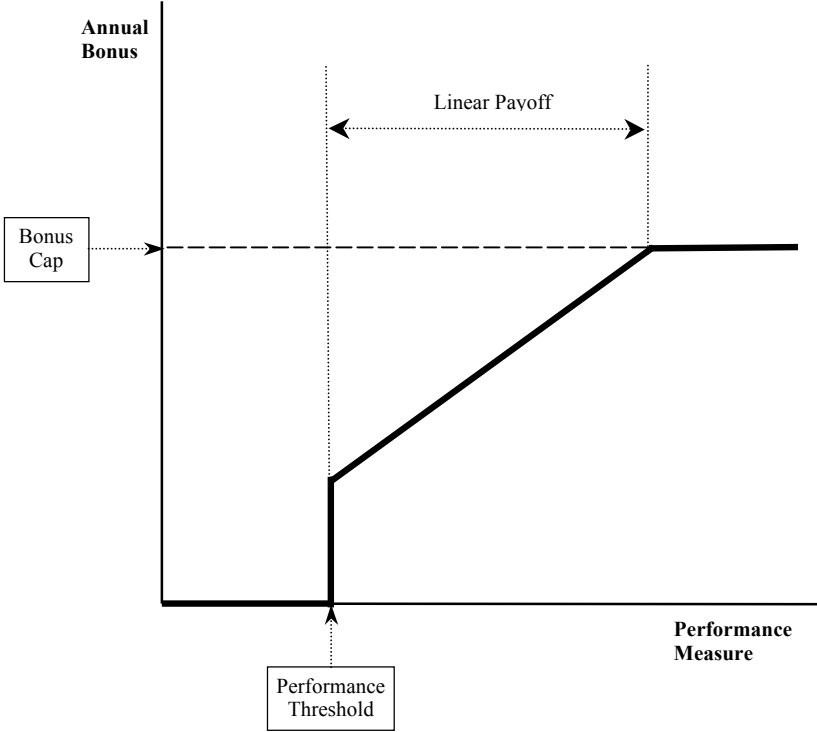 Annual
Bonus
Linear Payoff
Bonus
Cap
Performance
Measure
Performance
Threshold